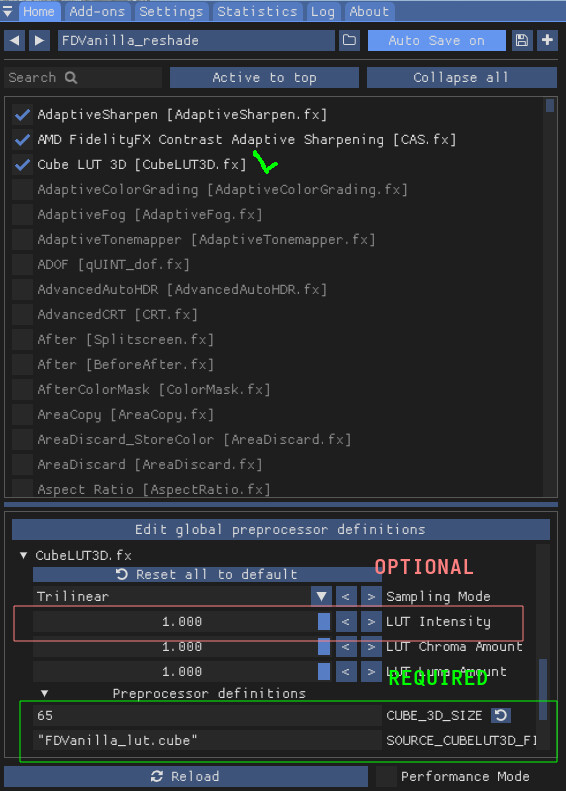 Home Add-ons Settings Statistics Log About
FDVanilla_reshade Auto Save on
Search Active to top Collapse all
AdaptiveSharpen [AdaptiveSharpen.fx]
AMD FidelityFX Contrast Adaptive Sharpening [CAS.fx]
Cube LUT 3D [CubeLUT3D.fx]
AdaptiveColorGrading [AdaptiveColorGrading.fx]
AdaptiveFog [AdaptiveFog.fx]
AdaptiveTonemapper [AdaptiveTonemapper.fx]
ADOF [qUINT_dof.fx]
AdvancedAutoHDR [AdvancedAutoHDR.fx]
AdvancedCRT [CRT.fx]
After [Splitscreen.fx]
After [BeforeAfter.fx]
AfterColorMask [ColorMask.fx]
AreaCopy [AreaCopy.fx]
AreaDiscard_StoreColor [AreaDiscard.fx]
AreaDiscard [AreaDiscard.fx]
Aspect Ratio [AspectRatio.fx]
Edit global preprocessor definitions
CubeLUT3D.fx
OPTIONAL
Reset all to default
Trilinear < > Sampling Mode
1.000 < > LUT Intensity
1.000 < > LUT Chroma Amount
1.000 < > LUT Luma Amount
REQUIRED
Preprocessor definitions
65 CUBE_3D_SIZE
"FDVanilla_lut.cube" SOURCE_CUBELUT3D_FI
Reload Performance Mode